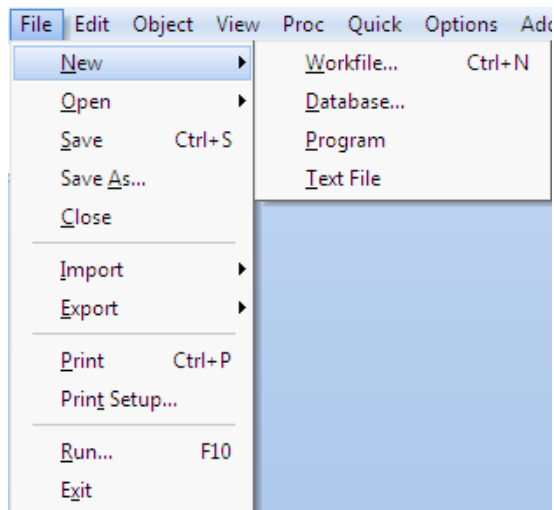 File Edit Object View Proc Quick Options Add
New
Workfile... Ctrl+N
Open
Database...
Save Ctrl+S
Program
Save As...
Text File
Close
Import
Export
Print Ctrl+P
Print Setup...
Run... F10
Exit